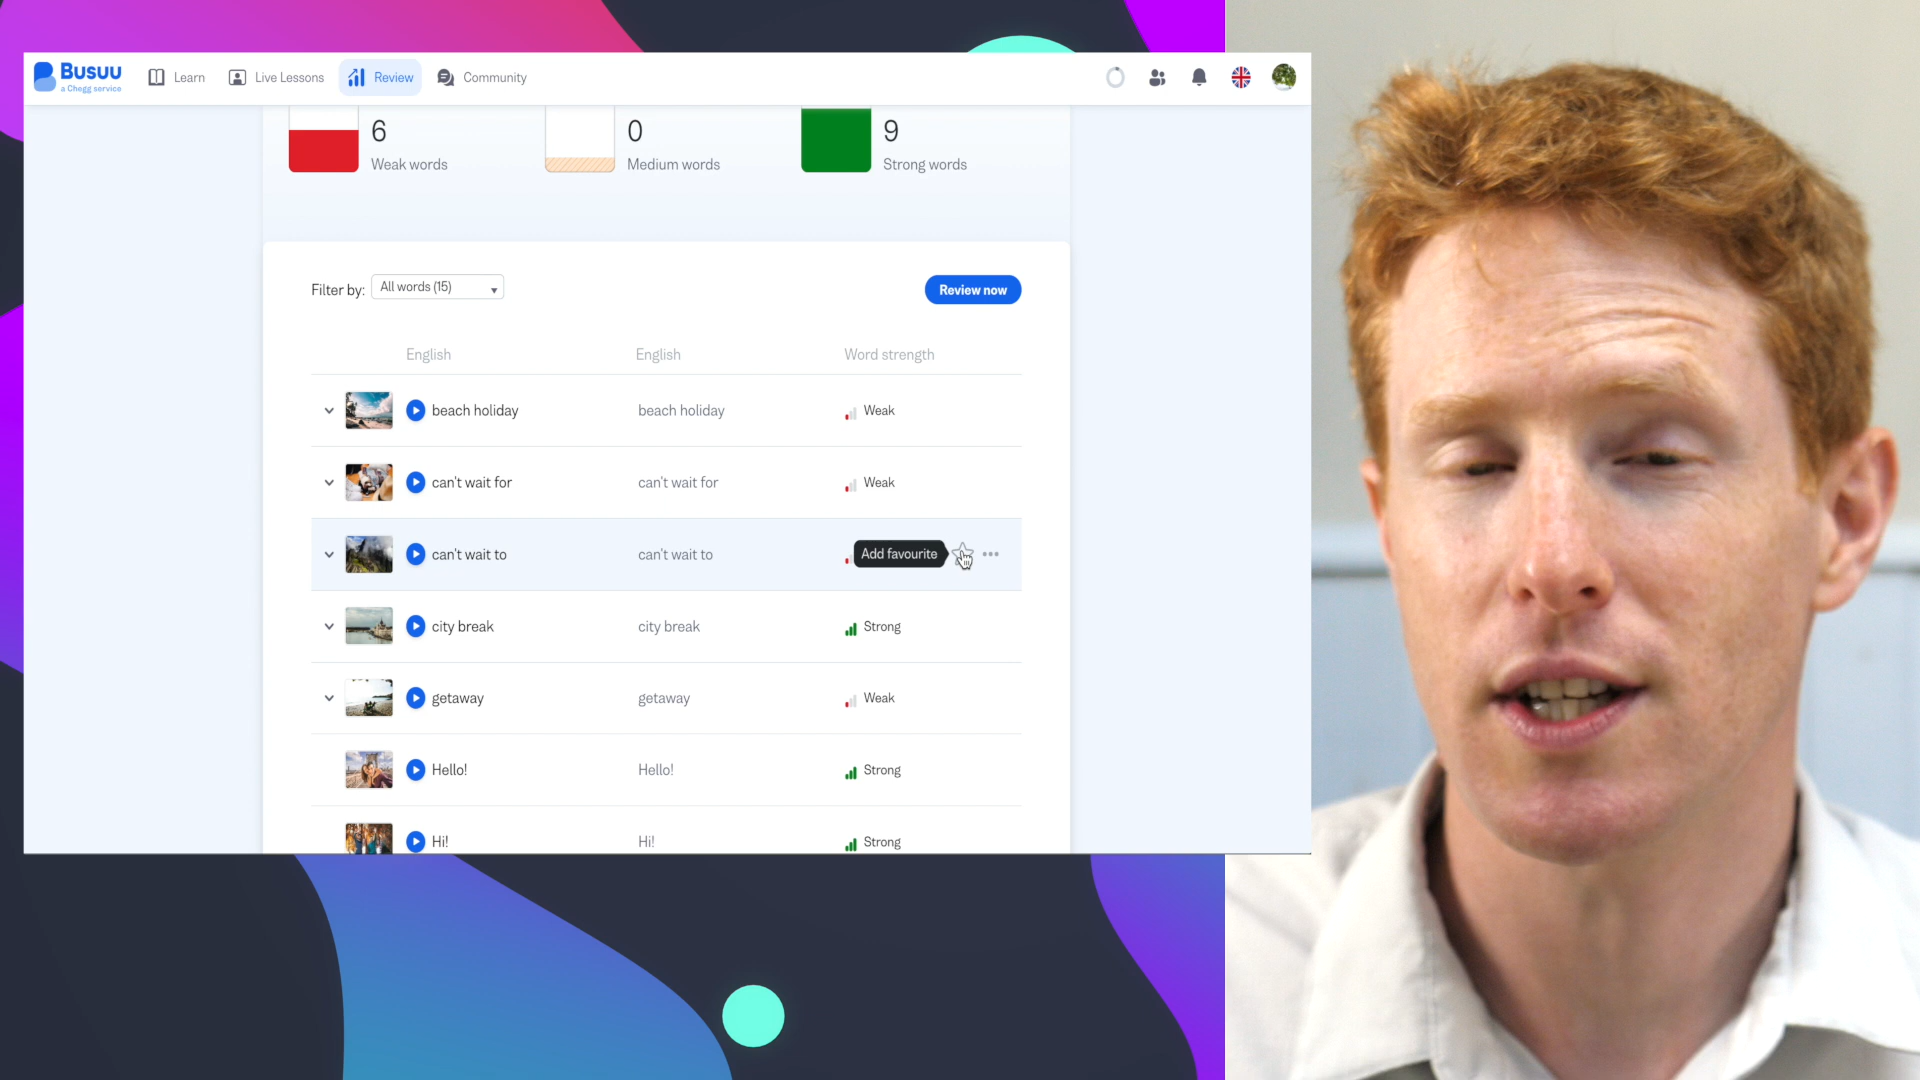 Busuu
a Chegg service
Learn
Live Lessons
Review
Community
6
Weak words
0
Medium words
9
Strong words
Filter by:
All words (15)
Review now
English
English
Word strength
beach holiday
beach holiday
Weak
can't wait for
can't wait for
Weak
can't wait to
can't wait to
Add favourite
city break
city break
Strong
getaway
getaway
Weak
Hello!
Hello!
Strong
Hi!
Hi!
Strong